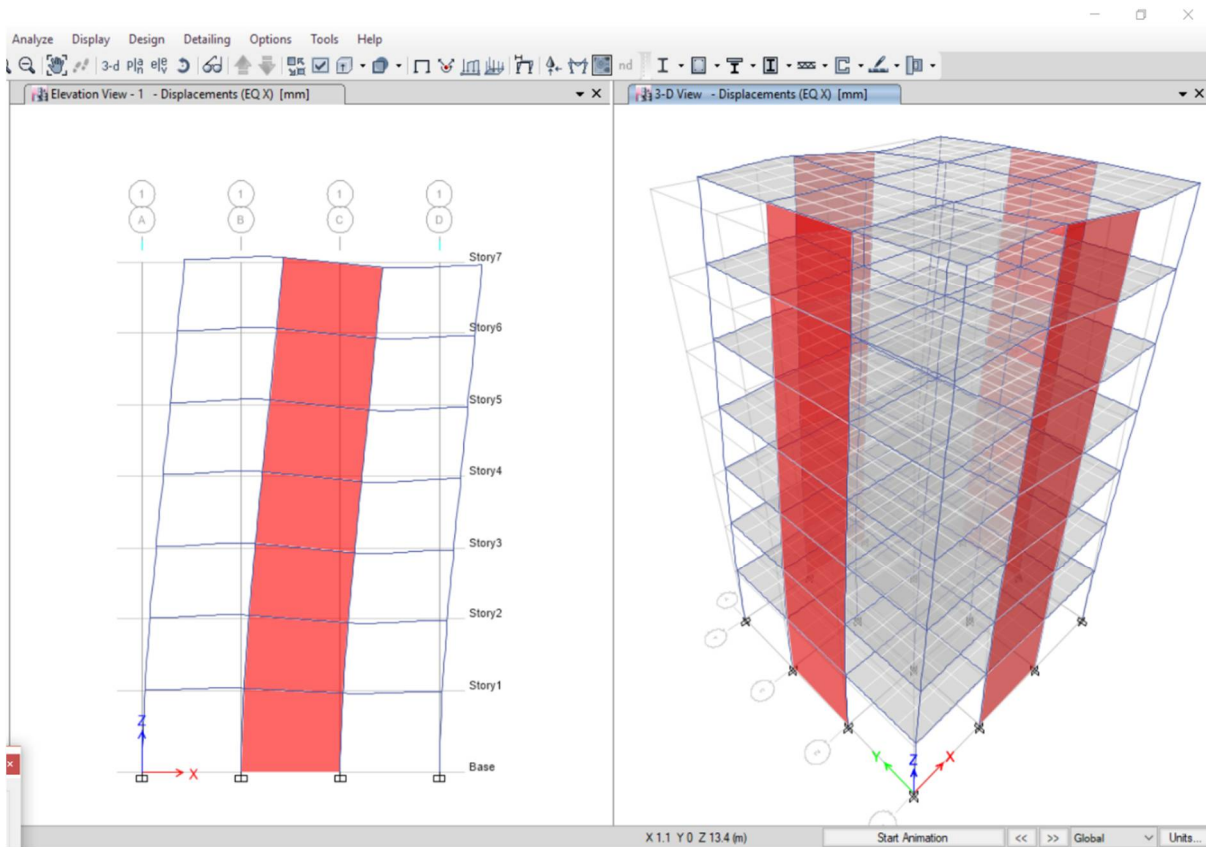 Analyze Display Design Detailing Options Tools Help
3-d pla n ele v nd
Elevation View - 1 - Displacements (EQ X) [mm]
3-D View - Displacements (EQ X) [mm]
1 1 1 1
A B C D
Story7
Story6
Story5
Story4
Story3
Story2
Story1
Base
Z
X
Y Z X
X 1.1 Y 0 Z 13.4 (m) Start Animation << >> Global Units...